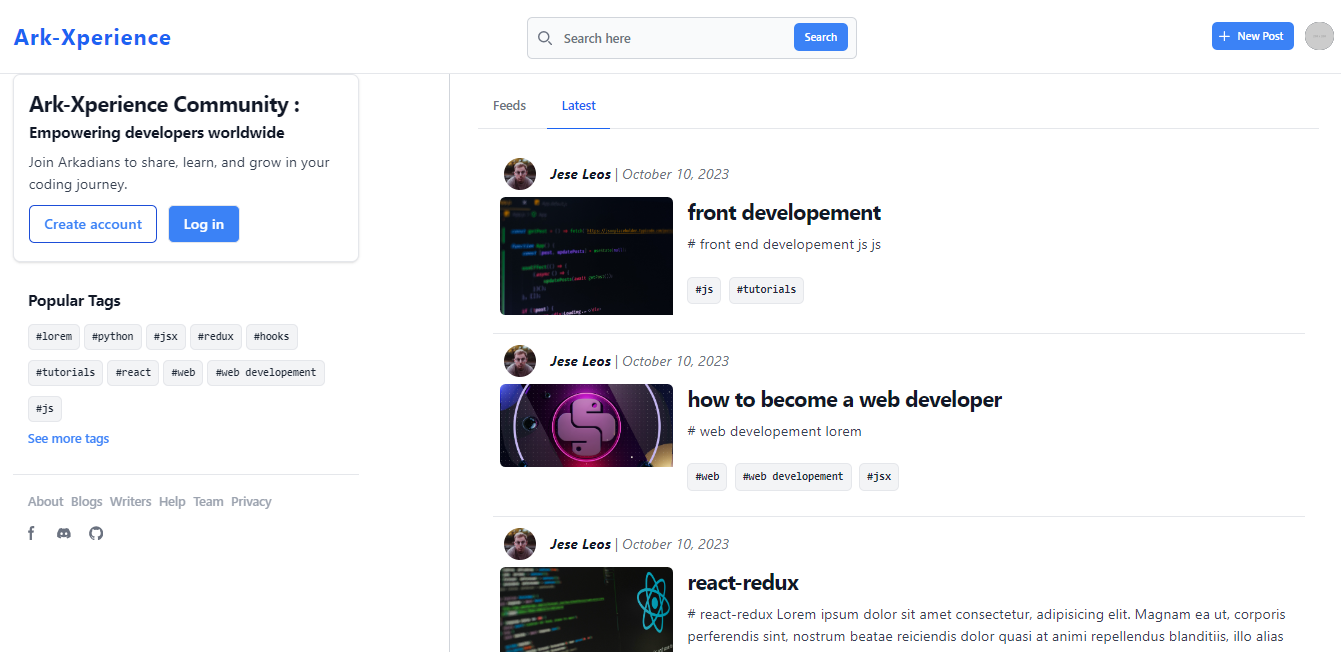 Ark-Xperience
Search here
Search
New Post
Ark-Xperience Community :
Empowering developers worldwide
Join Arkadians to share, learn, and grow in your
coding journey.
Create account
Log in
Popular Tags
#lorem #python #jsx #redux #hooks
#tutorials #react #web #web developement
#js
See more tags
About Blogs Writers Help Team Privacy
Feeds
Latest
Jese Leos | October 10, 2023
front developement
# front end developement js js
#js #tutorials
Jese Leos | October 10, 2023
how to become a web developer
# web developement lorem
#web #web developement #jsx
Jese Leos | October 10, 2023
react-redux
# react-redux Lorem ipsum dolor sit amet consectetur, adipisicing elit. Magnam ea ut, corporis
perferendis sint, nostrum beatae reiciendis dolor quasi at animi repellendus blanditiis, illo alias